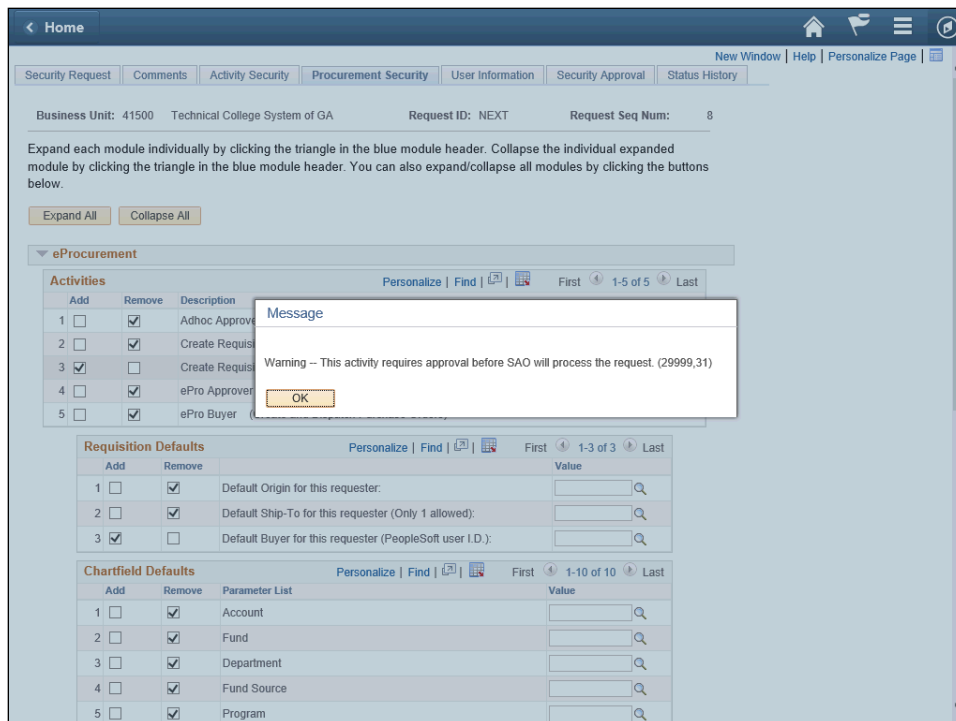 Home
New Window | Help | Personalize Page |
Security Request Comments Activity Security Procurement Security User Information Security Approval Status History
Business Unit: 41500 Technical College System of GA Request ID: NEXT Request Seq Num: 8
Expand each module individually by clicking the triangle in the blue module header. Collapse the individual expanded
module by clicking the triangle in the blue module header. You can also expand/collapse all modules by clicking the buttons
below.
Expand All Collapse All
eProcurement
Activities Personalize | Find | First 1-5 of 5 Last
Add Remove Description
1 Adhoc Approve
2 Create Requisi
3 Create Requisi
4 ePro Approver
5 ePro Buyer
Message
Warning -- This activity requires approval before SAO will process the request. (29999,31)
OK
Requisition Defaults Personalize | Find | First 1-3 of 3 Last
Add Remove Value
1 Default Origin for this requester:
2 Default Ship-To for this requester (Only 1 allowed):
3 Default Buyer for this requester (PeopleSoft user I.D.):
Chartfield Defaults Personalize | Find | First 1-10 of 10 Last
Add Remove Parameter List Value
1 Account
2 Fund
3 Department
4 Fund Source
5 Program